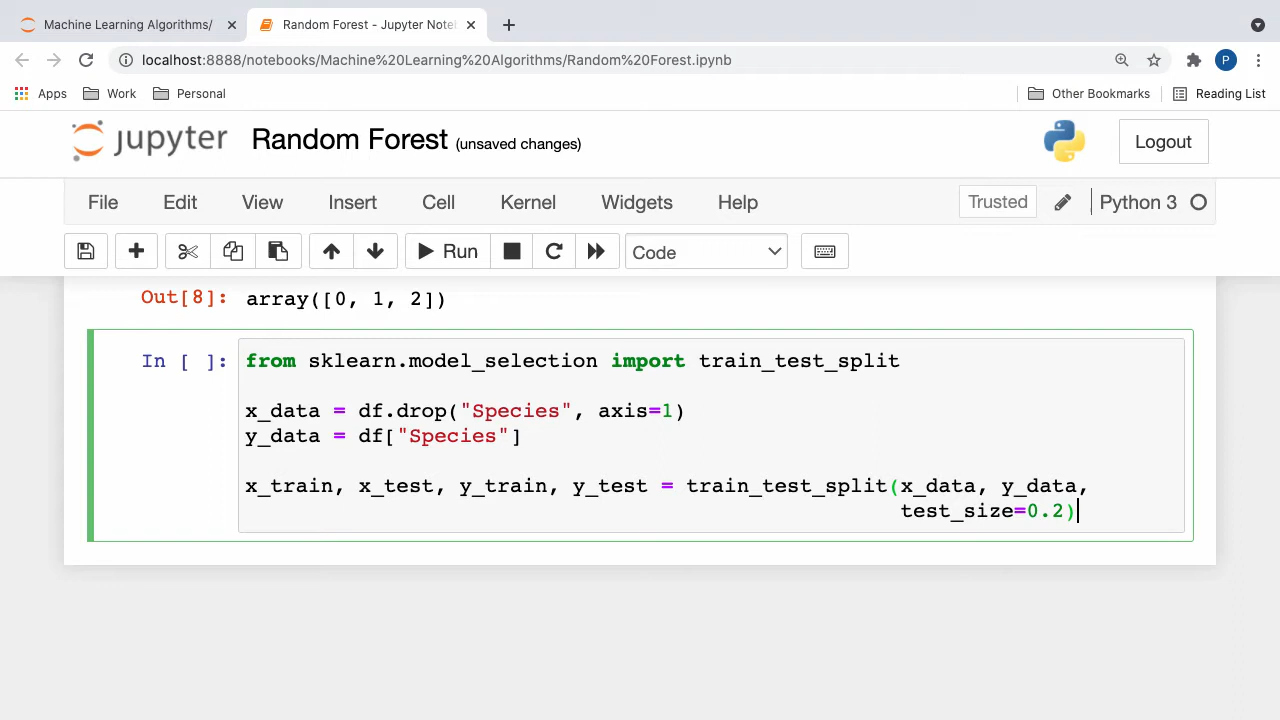 Machine Learning Algorithms/
Random Forest - Jupyter Note
localhost:8888/notebooks/Machine%20Learning%20Algorithms/Random%20Forest.ipynb
P
Apps Work Personal Other Bookmarks Reading List
jupyter Random Forest (unsaved changes) Logout
File Edit View Insert Cell Kernel Widgets Help Trusted Python 3
Run Code
Out[8]: array([0, 1, 2])
In [ ]: from sklearn.model_selection import train_test_split
x_data = df.drop("Species", axis=1)
y_data = df["Species"]
x_train, x_test, y_train, y_test = train_test_split(x_data, y_data,
test_size=0.2)